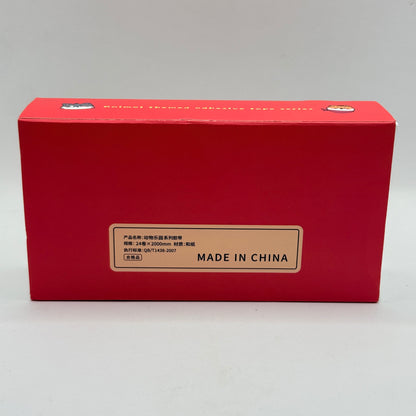 Animal themed adhesive tape series
产品名称: 动物乐园系列胶带
规格: 24卷×2000mm 材质: 和纸
执行标准: QB/T1438-2007
合格品
MADE IN CHINA